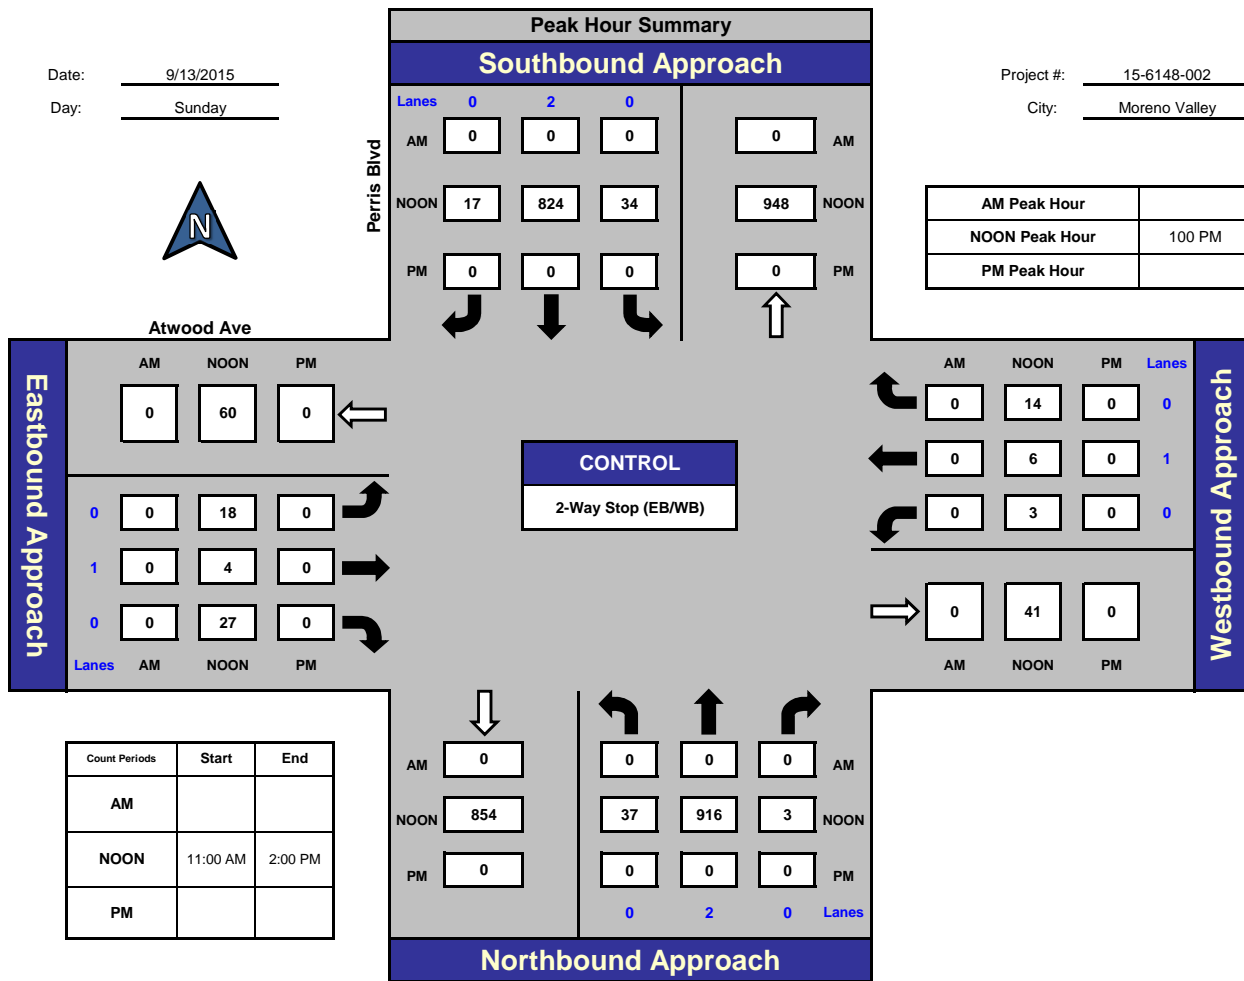 Peak Hour Summary
Southbound Approach
Date: 9/13/2015
Day: Sunday
Project #: 15-6148-002
City: Moreno Valley
N
Perris Blvd
Lanes 0 2 0
AM 0 0 0 0 AM
NOON 17 824 34 948 NOON
PM 0 0 0 0 PM
AM Peak Hour
NOON Peak Hour 100 PM
PM Peak Hour
Atwood Ave
Eastbound Approach
AM NOON PM
0 60 0
0 0 18 0
1 0 4 0
0 0 27 0
Lanes AM NOON PM
CONTROL
2-Way Stop (EB/WB)
AM NOON PM Lanes
0 14 0 0
0 6 0 1
0 3 0 0
0 41 0
AM NOON PM
Westbound Approach
Count Periods Start End
AM
NOON 11:00 AM 2:00 PM
PM
AM 0 0 0 0 AM
NOON 854 37 916 3 NOON
PM 0 0 0 0 PM
0 2 0 Lanes
Northbound Approach